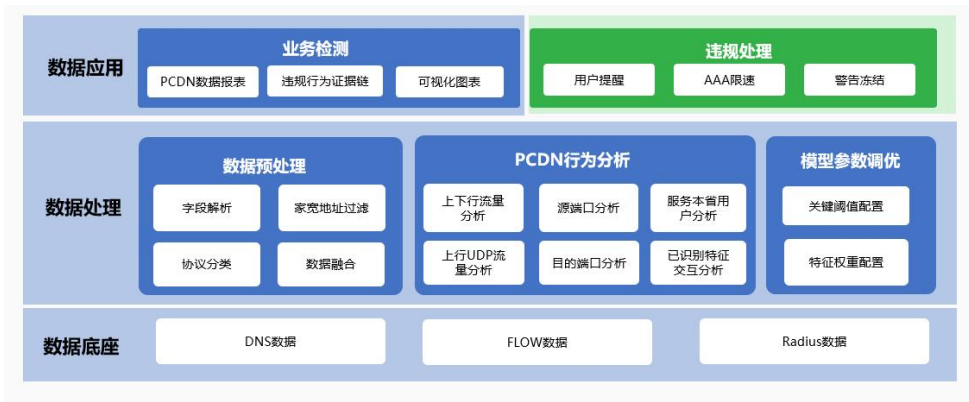 数据应用
业务检测
PCDN数据报表
违规行为证据链
可视化图表
违规处理
用户提醒
AAA限速
警告冻结
数据处理
数据预处理
字段解析
家宽地址过滤
协议分类
数据融合
PCDN行为分析
上下行流量
分析
源端口分析
服务本省用
户分析
上行UDP流
量分析
目的端口分析
已识别特征
交互分析
模型参数调优
关键阈值配置
特征权重配置
数据底座
DNS数据
FLOW数据
Radius数据